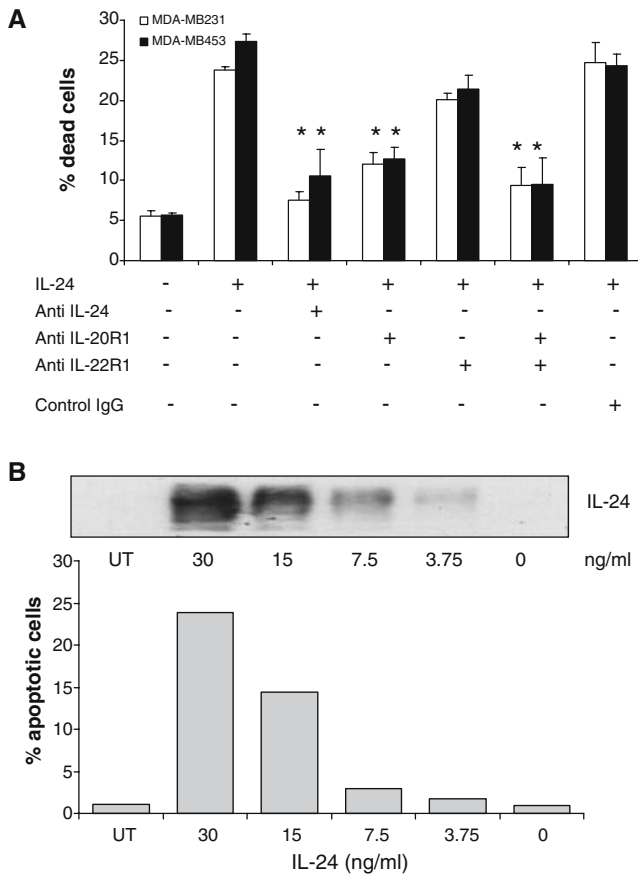 A
MDA-MB231
MDA-MB453
30
25
20
15
10
5
0
% dead cells
* * * * * *
IL-24 - + + + + + +
Anti IL-24 - - + - - - -
Anti IL-20R1 - - - + - + -
Anti IL-22R1 - - - - + + -
Control IgG - - - - - - +
B
IL-24
UT 30 15 7.5 3.75 0 ng/ml
30
25
20
15
10
5
0
% apoptotic cells
UT 30 15 7.5 3.75 0
IL-24 (ng/ml)